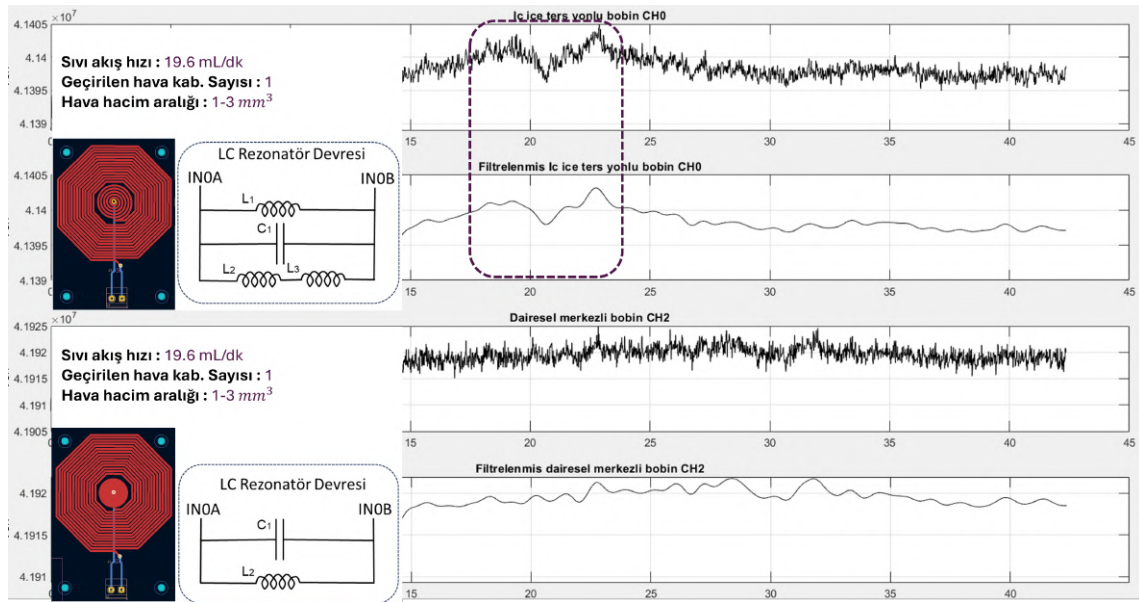 Ic ice ters yonlu bobin CH0
4.1405 × 10⁷
4.14
4.1395
4.139
15 20 25 30 35 40 45
Sıvı akış hızı : 19.6 mL/dk
Geçirilen hava kab. Sayısı : 1
Hava hacim aralığı : 1-3 mm³
LC Rezonatör Devresi
IN0A IN0B
L₁
C₁
L₂ L₃
Filtrelenmis Ic ice ters yonlu bobin CH0
4.1405 × 10⁷
4.14
4.1395
4.139
15 20 25 30 35 40 45
Dairesel merkezli bobin CH2
4.1925 × 10⁷
4.192
4.1915
4.191
4.1905
15 20 25 30 35 40 45
Sıvı akış hızı : 19.6 mL/dk
Geçirilen hava kab. Sayısı : 1
Hava hacim aralığı : 1-3 mm³
LC Rezonatör Devresi
IN0A IN0B
C₁
L₂
Filtrelenmis dairesel merkezli bobin CH2
4.192
4.1915
4.191
15 20 25 30 35 40 45